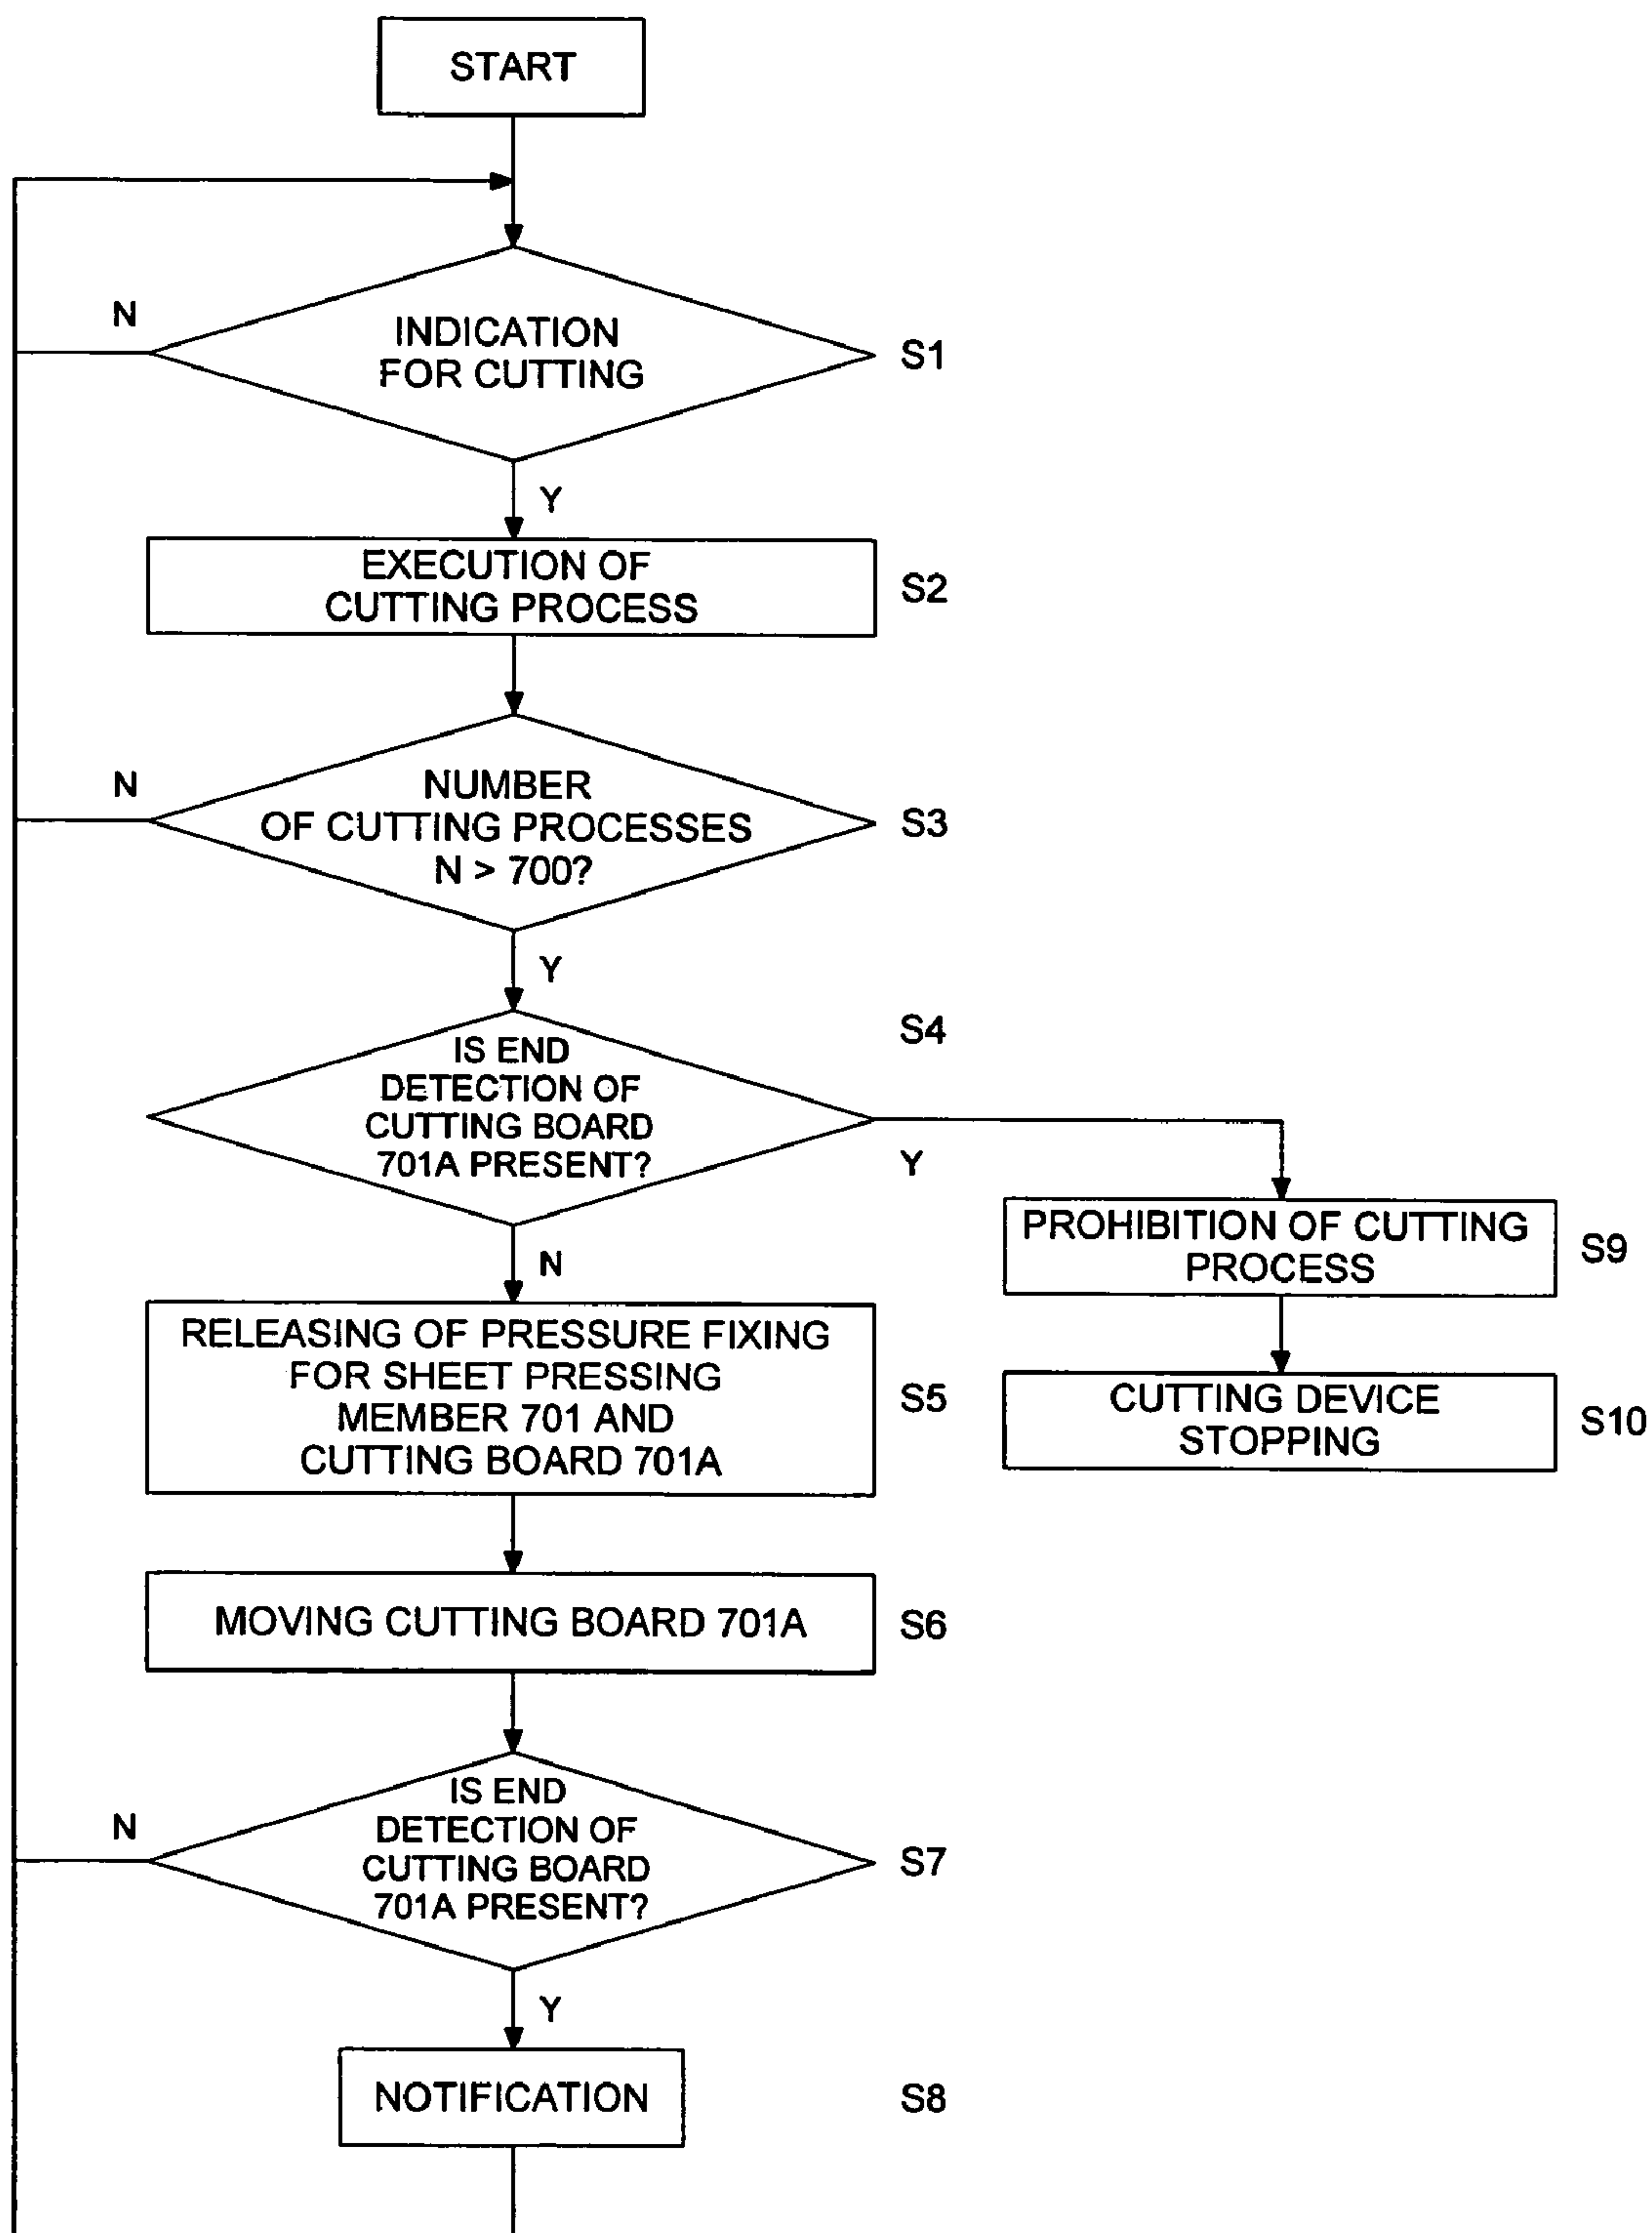 START
N
INDICATION
FOR CUTTING
S1
Y
EXECUTION OF
CUTTING PROCESS
S2
N
NUMBER
OF CUTTING PROCESSES
N > 700?
S3
Y
IS END
DETECTION OF
CUTTING BOARD
701A PRESENT?
S4
Y
N
PROHIBITION OF CUTTING
PROCESS
S9
RELEASING OF PRESSURE FIXING
FOR SHEET PRESSING
MEMBER 701 AND
CUTTING BOARD 701A
S5
CUTTING DEVICE
STOPPING
S10
MOVING CUTTING BOARD 701A
S6
N
IS END
DETECTION OF
CUTTING BOARD
701A PRESENT?
S7
Y
NOTIFICATION
S8